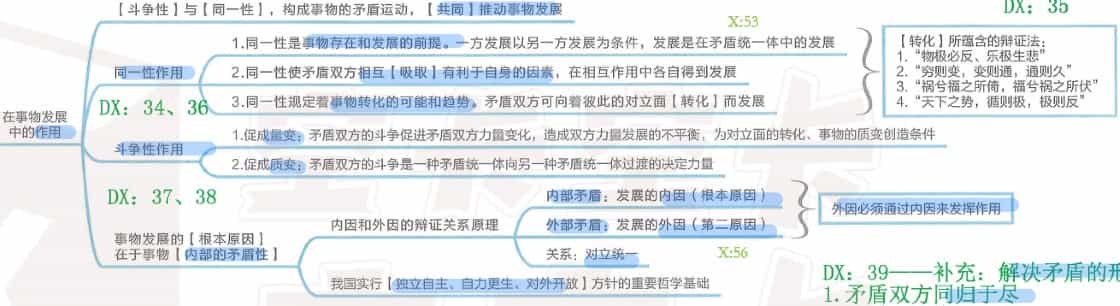 【斗争性】与【同一性】，构成事物的矛盾运动，【共同】推动事物发展
DX：35
X:53
1.同一性是事物存在和发展的前提。一方发展以另一方发展为条件，发展是在矛盾统一体中的发展
同一性作用
2.同一性使矛盾双方相互【吸取】有利于自身的因素，在相互作用中各自得到发展
3.同一性规定着事物转化的可能和趋势。矛盾双方可向着彼此的对立面【转化】而发展
【转化】所蕴含的辩证法：
1. “物极必反、乐极生悲”
2. “穷则变，变则通，通则久”
3. “祸兮福之所倚，福兮祸之所伏”
4. “天下之势，循则极，极则反”
DX：34、36
在事物发展
中的作用
斗争性作用
1.促成量变：矛盾双方的斗争促进矛盾双方力量变化，造成双方力量发展的不平衡，为对立面的转化、事物的质变创造条件
2.促成质变：矛盾双方的斗争是一种矛盾统一体向另一种矛盾统一体过渡的决定力量
DX：37、38
事物发展的【根本原因】
在于事物【内部的矛盾性】
内因和外因的辩证关系原理
内部矛盾：发展的内因（根本原因）
外部矛盾：发展的外因（第二原因）
关系：对立统一
外因必须通过内因来发挥作用
X:56
我国实行【独立自主、自力更生、对外开放】方针的重要哲学基础
DX：39——补充：解决矛盾的形
1.矛盾双方同归于尽